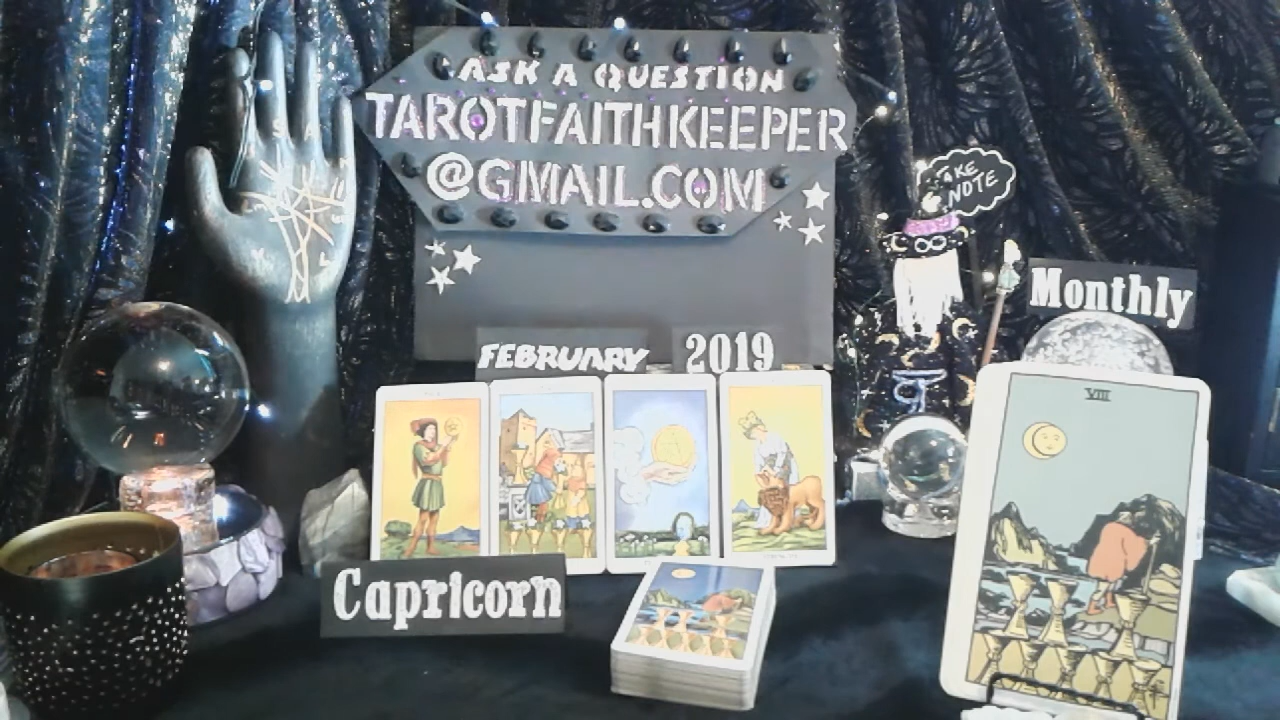 ASK A QUESTION
TAROTFAITHKEEPER
@GMAIL.COM
TAKE
NOTE
Monthly
FEBRUARY 2019
VIII
Capricorn